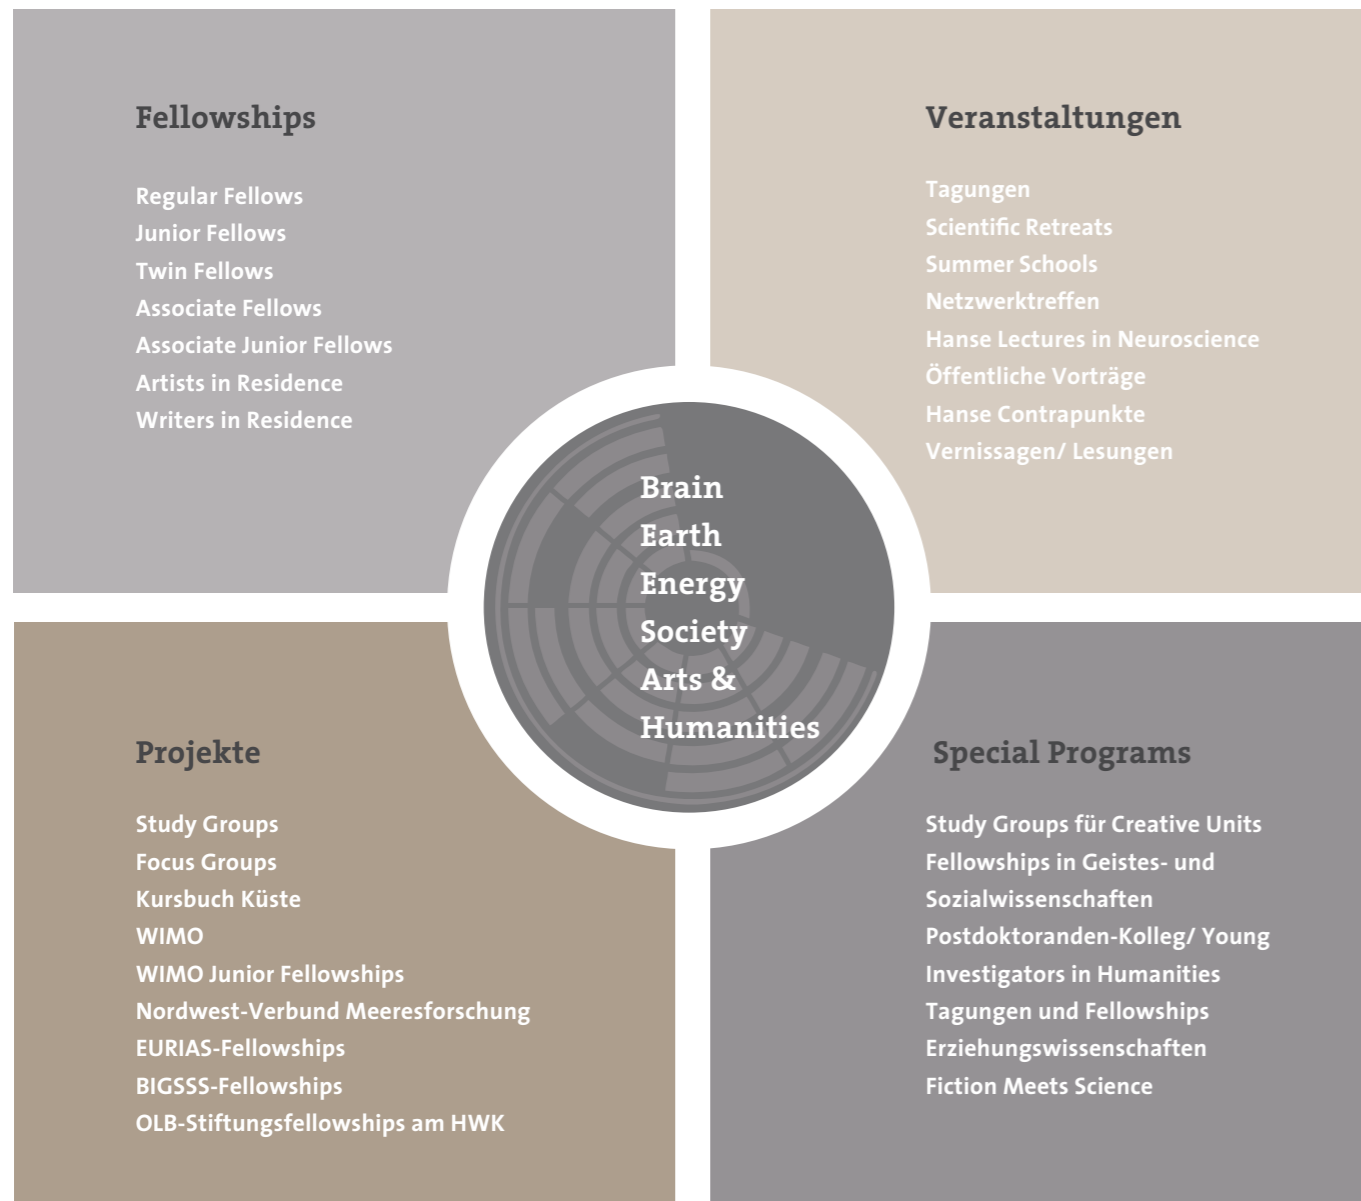 Fellowships
Regular Fellows
Junior Fellows
Twin Fellows
Associate Fellows
Associate Junior Fellows
Artists in Residence
Writers in Residence
Veranstaltungen
Tagungen
Scientific Retreats
Summer Schools
Netzwerktreffen
Hanse Lectures in Neuroscience
Öffentliche Vorträge
Hanse Contrapunkte
Vernissagen/ Lesungen
Brain
Earth
Energy
Society
Arts &
Humanities
Projekte
Study Groups
Focus Groups
Kursbuch Küste
WIMO
WIMO Junior Fellowships
Nordwest-Verbund Meeresforschung
EURIAS-Fellowships
BIGSSS-Fellowships
OLB-Stiftungsfellowships am HWK
Special Programs
Study Groups für Creative Units
Fellowships in Geistes- und
Sozialwissenschaften
Postdoktoranden-Kolleg/ Young
Investigators in Humanities
Tagungen und Fellowships
Erziehungswissenschaften
Fiction Meets Science